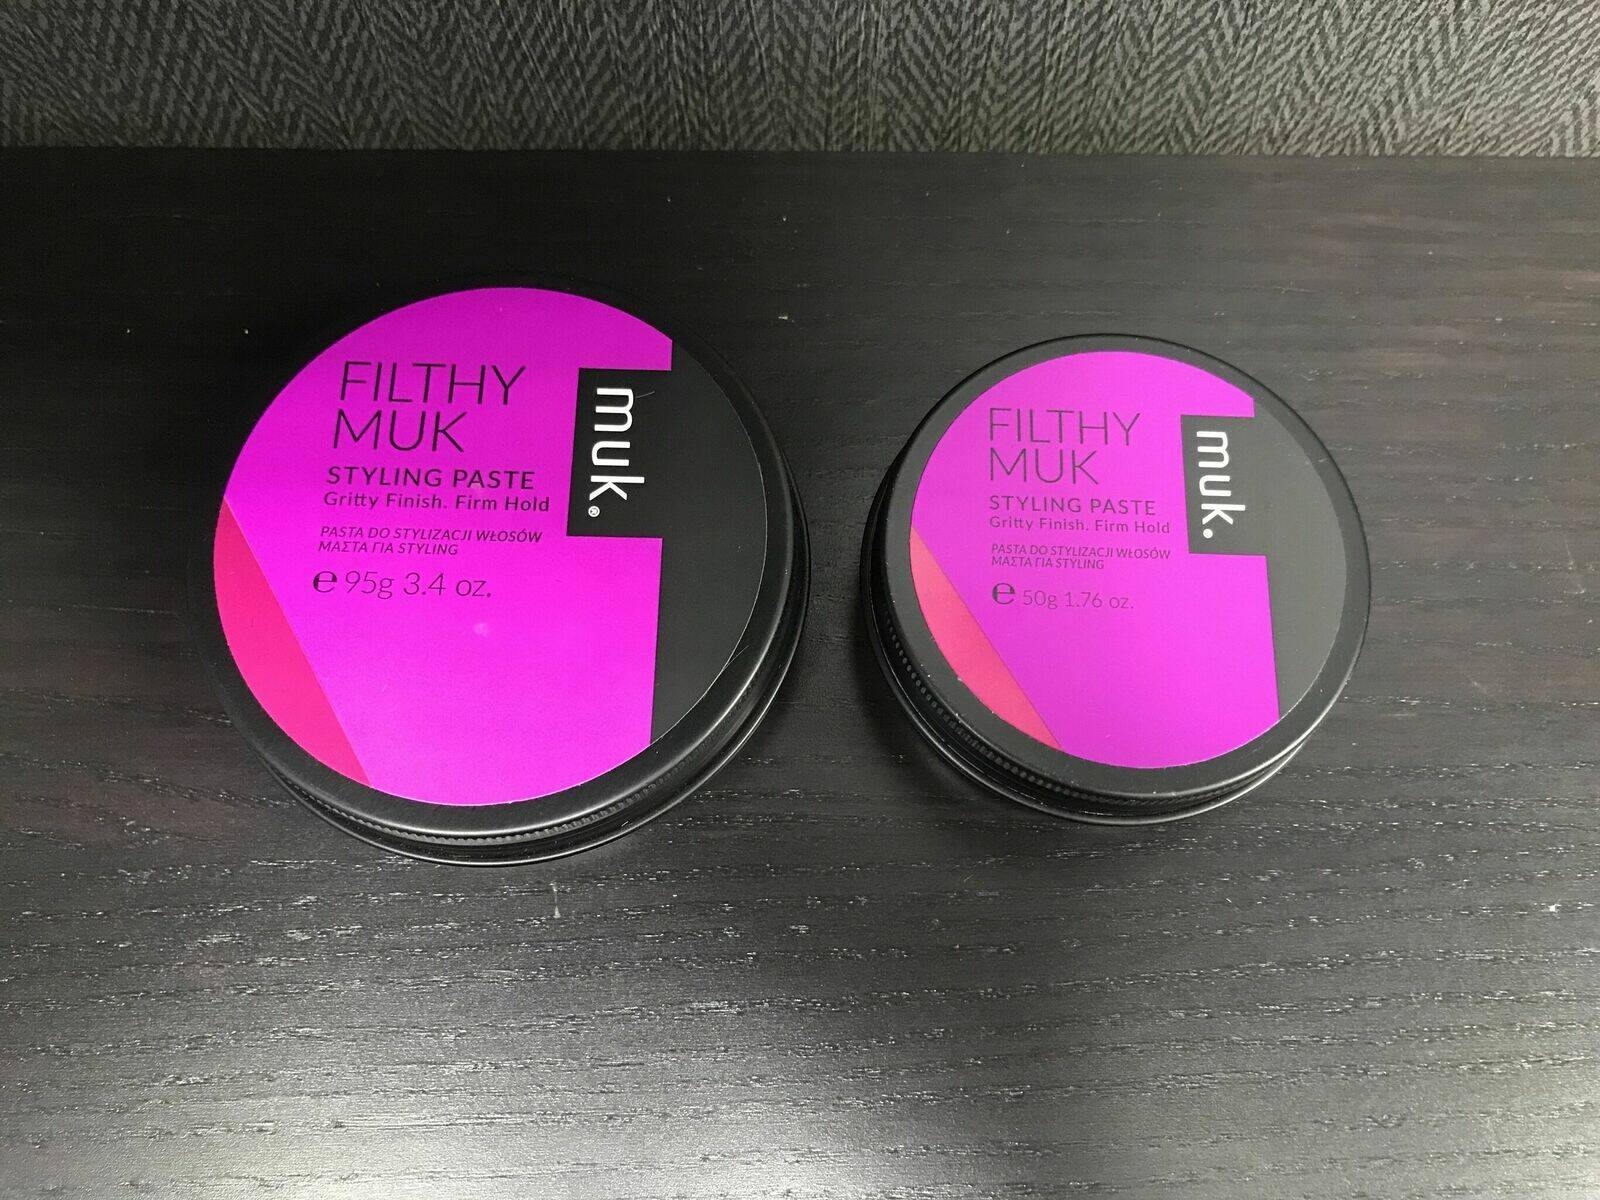 FILTHY
MUK
STYLING PASTE
Gritty Finish. Firm Hold
PASTA DO STYLIZACJI WŁOSÓW
ΜΑΣΤΑ ΓΙΑ STYLING
℮ 95g 3.4 oz.
muk.®
FILTHY
MUK
STYLING PASTE
Gritty Finish. Firm Hold
PASTA DO STYLIZACJI WŁOSÓW
ΜΑΣΤΑ ΓΙΑ STYLING
℮ 50g 1.76 oz.
muk.